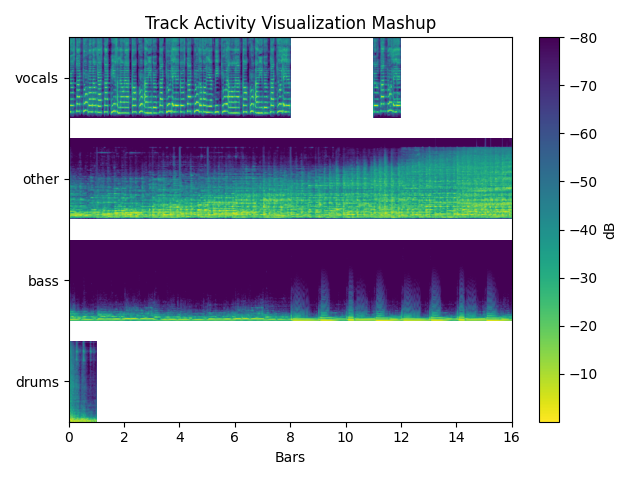 Track Activity Visualization Mashup
vocals
other
bass
drums
0 2 4 6 8 10 12 14 16
Bars
−80
−70
−60
−50
−40
−30
−20
−10
dB